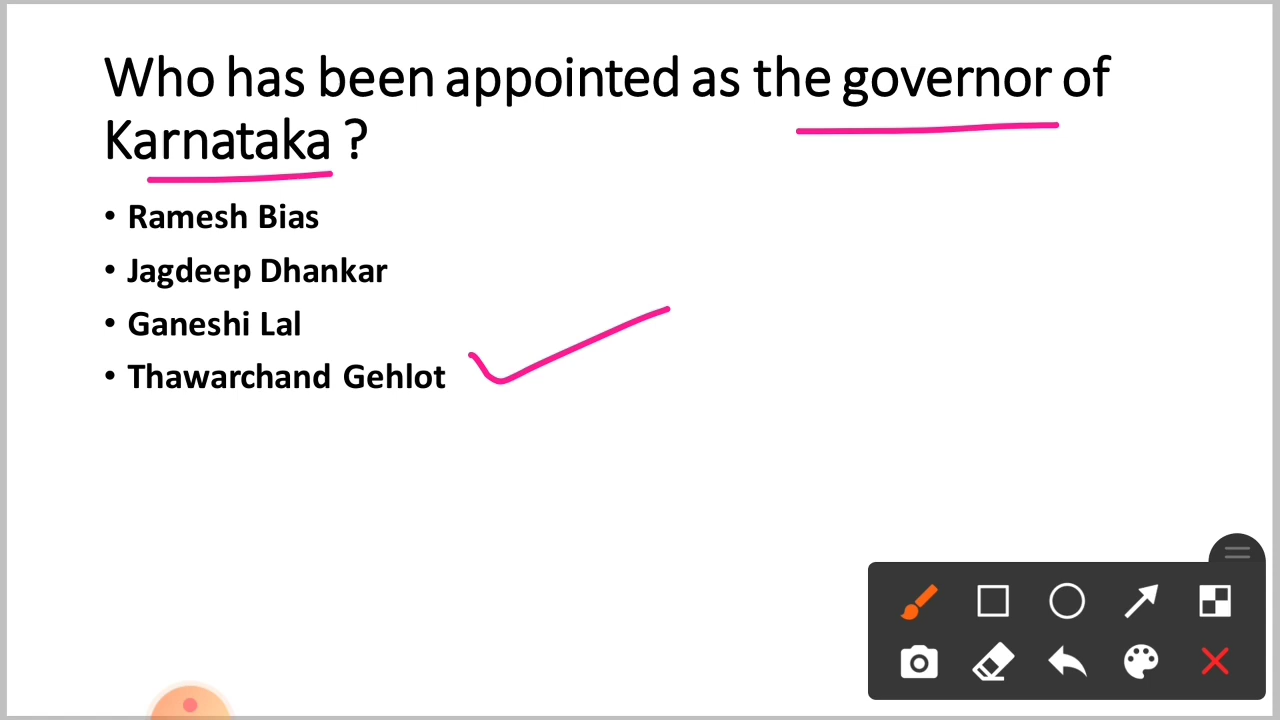 Who has been appointed as the governor of
Karnataka ?
• Ramesh Bias
• Jagdeep Dhankar
• Ganeshi Lal
• Thawarchand Gehlot